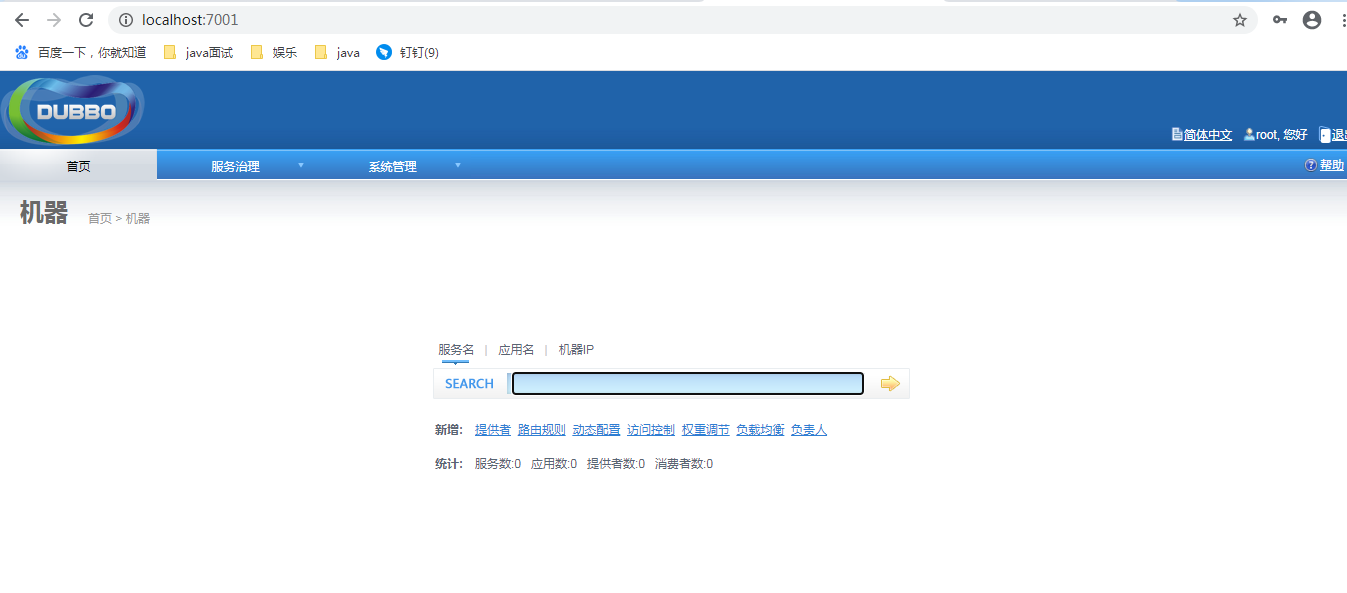 localhost:7001
百度一下，你就知道 java面试 娱乐 java 钉钉(9)
DUBBO
简体中文 root, 您好 退出
首页 服务治理 系统管理 帮助
机器 首页 > 机器
服务名 | 应用名 | 机器IP
SEARCH
新增: 提供者 路由规则 动态配置 访问控制 权重调节 负载均衡 负责人
统计: 服务数:0 应用数:0 提供者数:0 消费者数:0